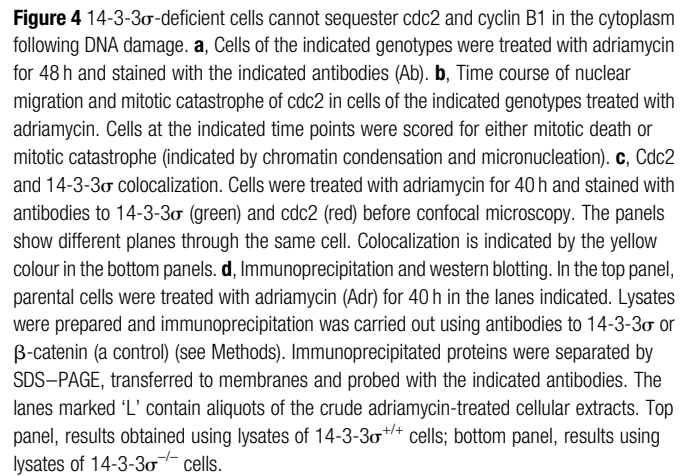 Figure 4 14-3-3σ-deficient cells cannot sequester cdc2 and cyclin B1 in the cytoplasm
following DNA damage. a, Cells of the indicated genotypes were treated with adriamycin
for 48 h and stained with the indicated antibodies (Ab). b, Time course of nuclear
migration and mitotic catastrophe of cdc2 in cells of the indicated genotypes treated with
adriamycin. Cells at the indicated time points were scored for either mitotic death or
mitotic catastrophe (indicated by chromatin condensation and micronucleation). c, Cdc2
and 14-3-3σ colocalization. Cells were treated with adriamycin for 40 h and stained with
antibodies to 14-3-3σ (green) and cdc2 (red) before confocal microscopy. The panels
show different planes through the same cell. Colocalization is indicated by the yellow
colour in the bottom panels. d, Immunoprecipitation and western blotting. In the top panel,
parental cells were treated with adriamycin (Adr) for 40 h in the lanes indicated. Lysates
were prepared and immunoprecipitation was carried out using antibodies to 14-3-3σ or
β-catenin (a control) (see Methods). Immunoprecipitated proteins were separated by
SDS–PAGE, transferred to membranes and probed with the indicated antibodies. The
lanes marked ‘L’ contain aliquots of the crude adriamycin-treated cellular extracts. Top
panel, results obtained using lysates of 14-3-3σ+/+ cells; bottom panel, results using
lysates of 14-3-3σ−/− cells.